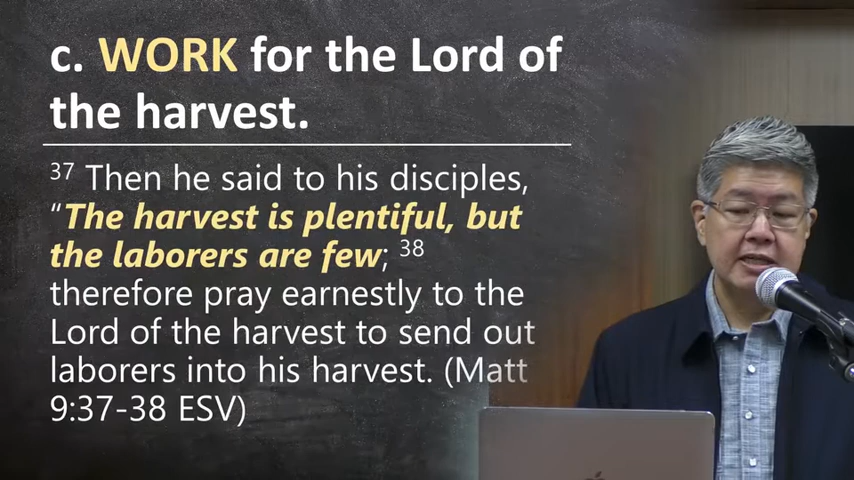 c. WORK for the Lord of
the harvest.
37 Then he said to his disciples,
“The harvest is plentiful, but
the laborers are few; 38
therefore pray earnestly to the
Lord of the harvest to send out
laborers into his harvest. (Matt
9:37-38 ESV)